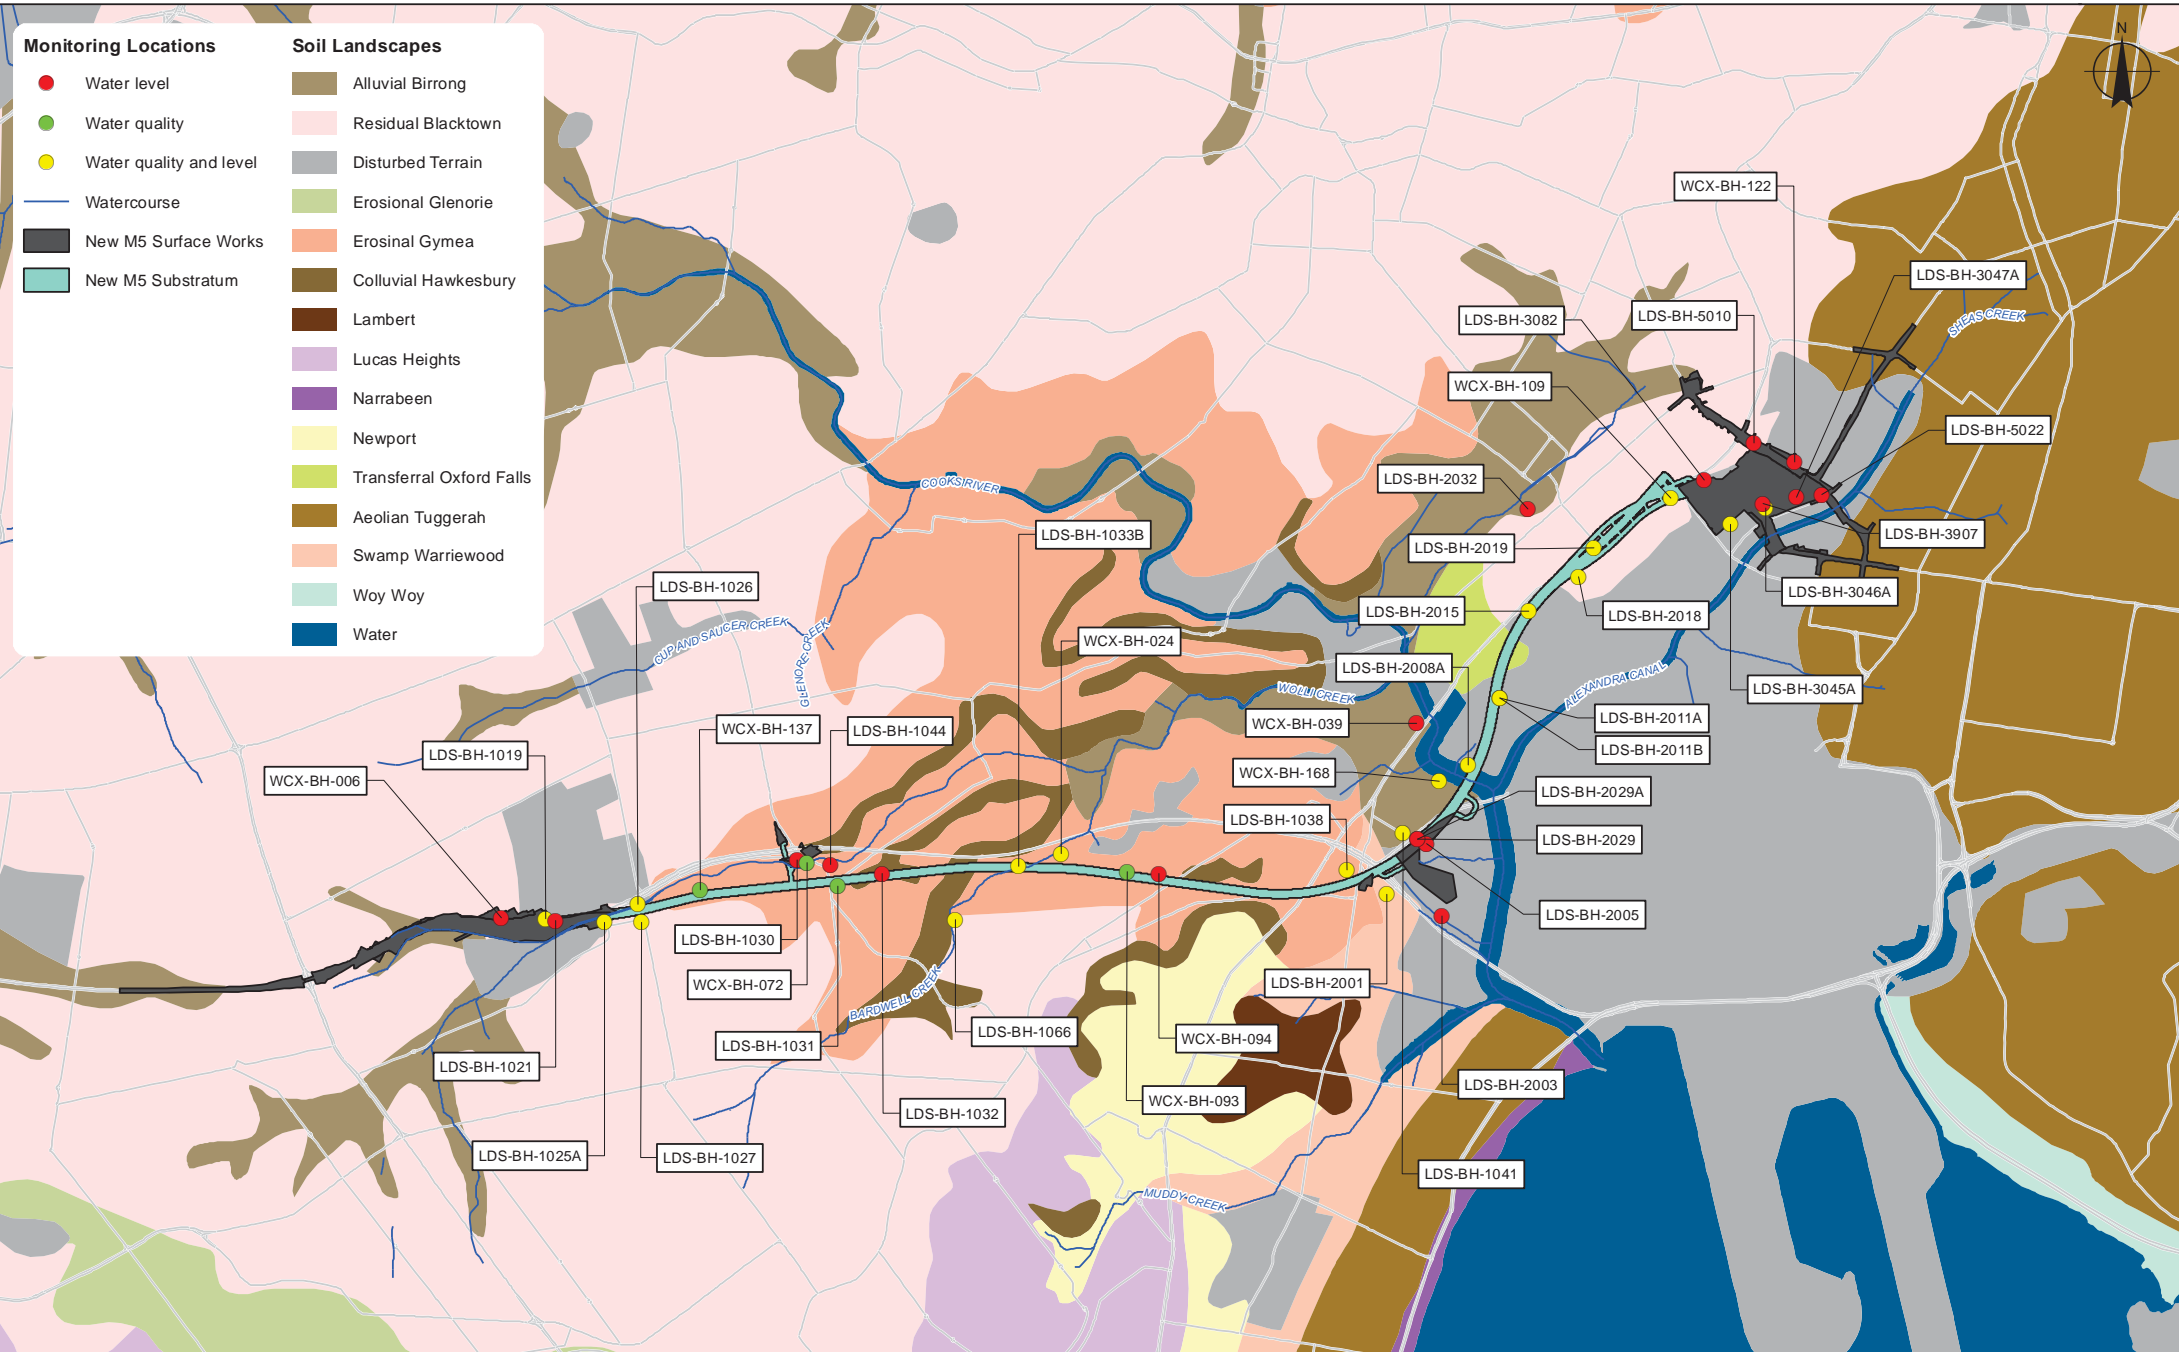 Monitoring Locations
Water level
Water quality
Water quality and level
Watercourse
New M5 Surface Works
New M5 Substratum
Soil Landscapes
Alluvial Birrong
Residual Blacktown
Disturbed Terrain
Erosional Glenorie
Erosinal Gymea
Colluvial Hawkesbury
Lambert
Lucas Heights
Narrabeen
Newport
Transferral Oxford Falls
Aeolian Tuggerah
Swamp Warriewood
Woy Woy
Water
N
WCX-BH-122
LDS-BH-3047A
LDS-BH-5010
LDS-BH-3082
SHEAS CREEK
WCX-BH-109
LDS-BH-5022
LDS-BH-2032
COOKS RIVER
LDS-BH-1033B
LDS-BH-3907
LDS-BH-2019
LDS-BH-1026
LDS-BH-3046A
LDS-BH-2015
LDS-BH-2018
CUP AND SAUCER CREEK
GLENORE CREEK
WCX-BH-024
LDS-BH-2008A
ALEXANDRA CANAL
LDS-BH-3045A
WOLLI CREEK
WCX-BH-039
LDS-BH-2011A
WCX-BH-137
LDS-BH-1044
LDS-BH-2011B
LDS-BH-1019
WCX-BH-006
WCX-BH-168
LDS-BH-2029A
LDS-BH-1038
LDS-BH-2029
LDS-BH-2005
LDS-BH-1030
WCX-BH-072
LDS-BH-2001
BARDWELL CREEK
LDS-BH-1066
WCX-BH-094
LDS-BH-1031
LDS-BH-1021
LDS-BH-2003
WCX-BH-093
LDS-BH-1032
LDS-BH-1025A
LDS-BH-1027
LDS-BH-1041
MUDDY CREEK